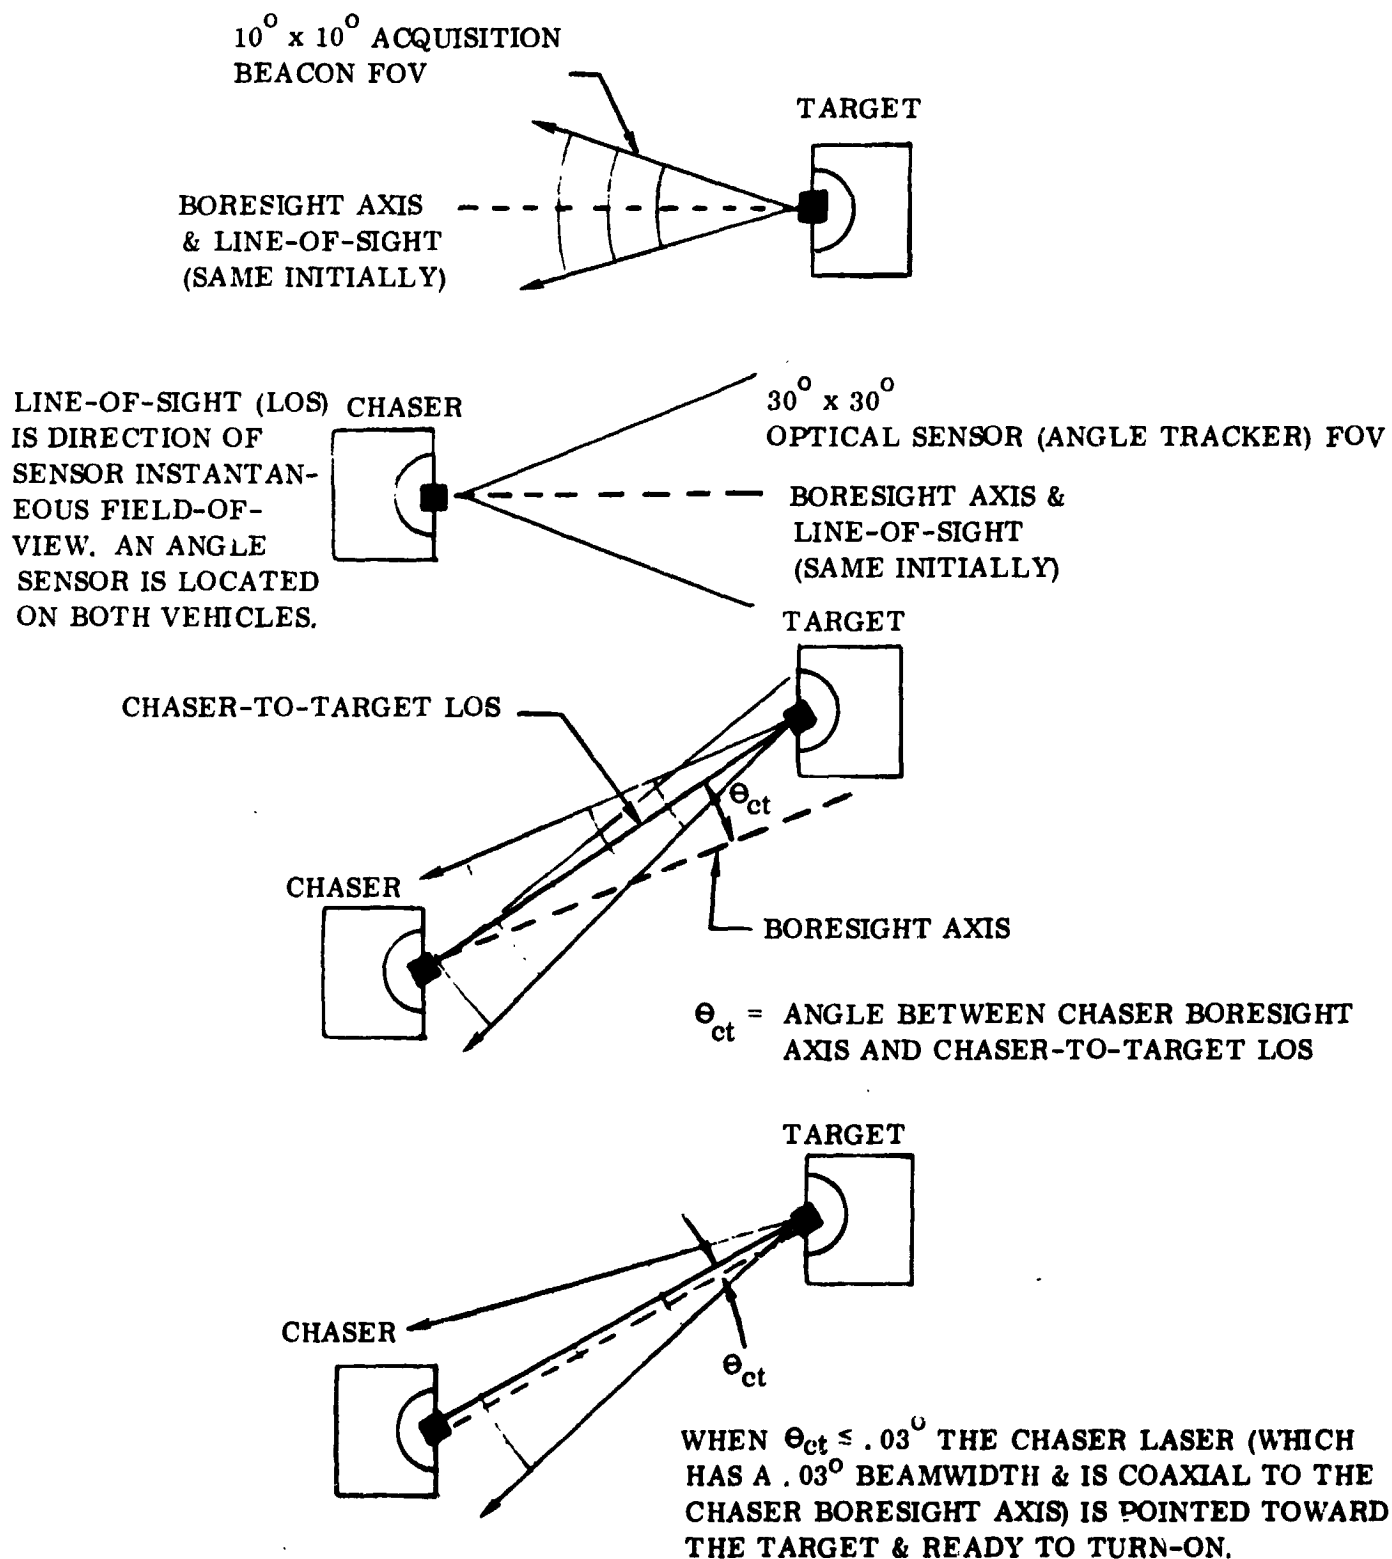 10° x 10° ACQUISITION
BEACON FOV
TARGET
BORESIGHT AXIS
& LINE-OF-SIGHT
(SAME INITIALLY)
LINE-OF-SIGHT (LOS)
IS DIRECTION OF
SENSOR INSTANTAN-
EOUS FIELD-OF-
VIEW. AN ANGLE
SENSOR IS LOCATED
ON BOTH VEHICLES.
CHASER
30° x 30°
OPTICAL SENSOR (ANGLE TRACKER) FOV
BORESIGHT AXIS &
LINE-OF-SIGHT
(SAME INITIALLY)
TARGET
CHASER-TO-TARGET LOS
θct
CHASER
BORESIGHT AXIS
θct = ANGLE BETWEEN CHASER BORESIGHT
AXIS AND CHASER-TO-TARGET LOS
TARGET
CHASER
θct
WHEN θct ≤ .03° THE CHASER LASER (WHICH
HAS A .03° BEAMWIDTH & IS COAXIAL TO THE
CHASER BORESIGHT AXIS) IS POINTED TOWARD
THE TARGET & READY TO TURN-ON.